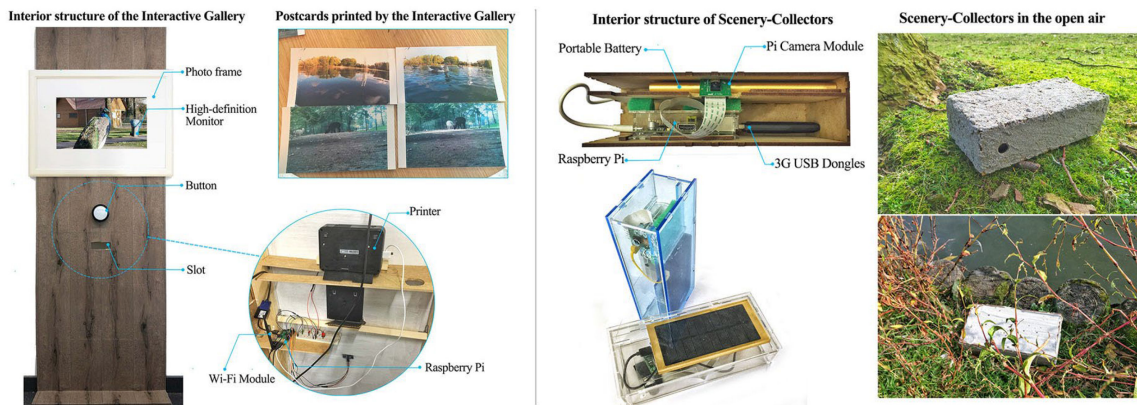 Interior structure of the Interactive Gallery
Photo frame
High-definition
Monitor
Button
Slot
Postcards printed by the Interactive Gallery
Printer
Wi-Fi Module
Raspberry Pi
Interior structure of Scenery-Collectors
Portable Battery
Pi Camera Module
Raspberry Pi
3G USB Dongles
Scenery-Collectors in the open air